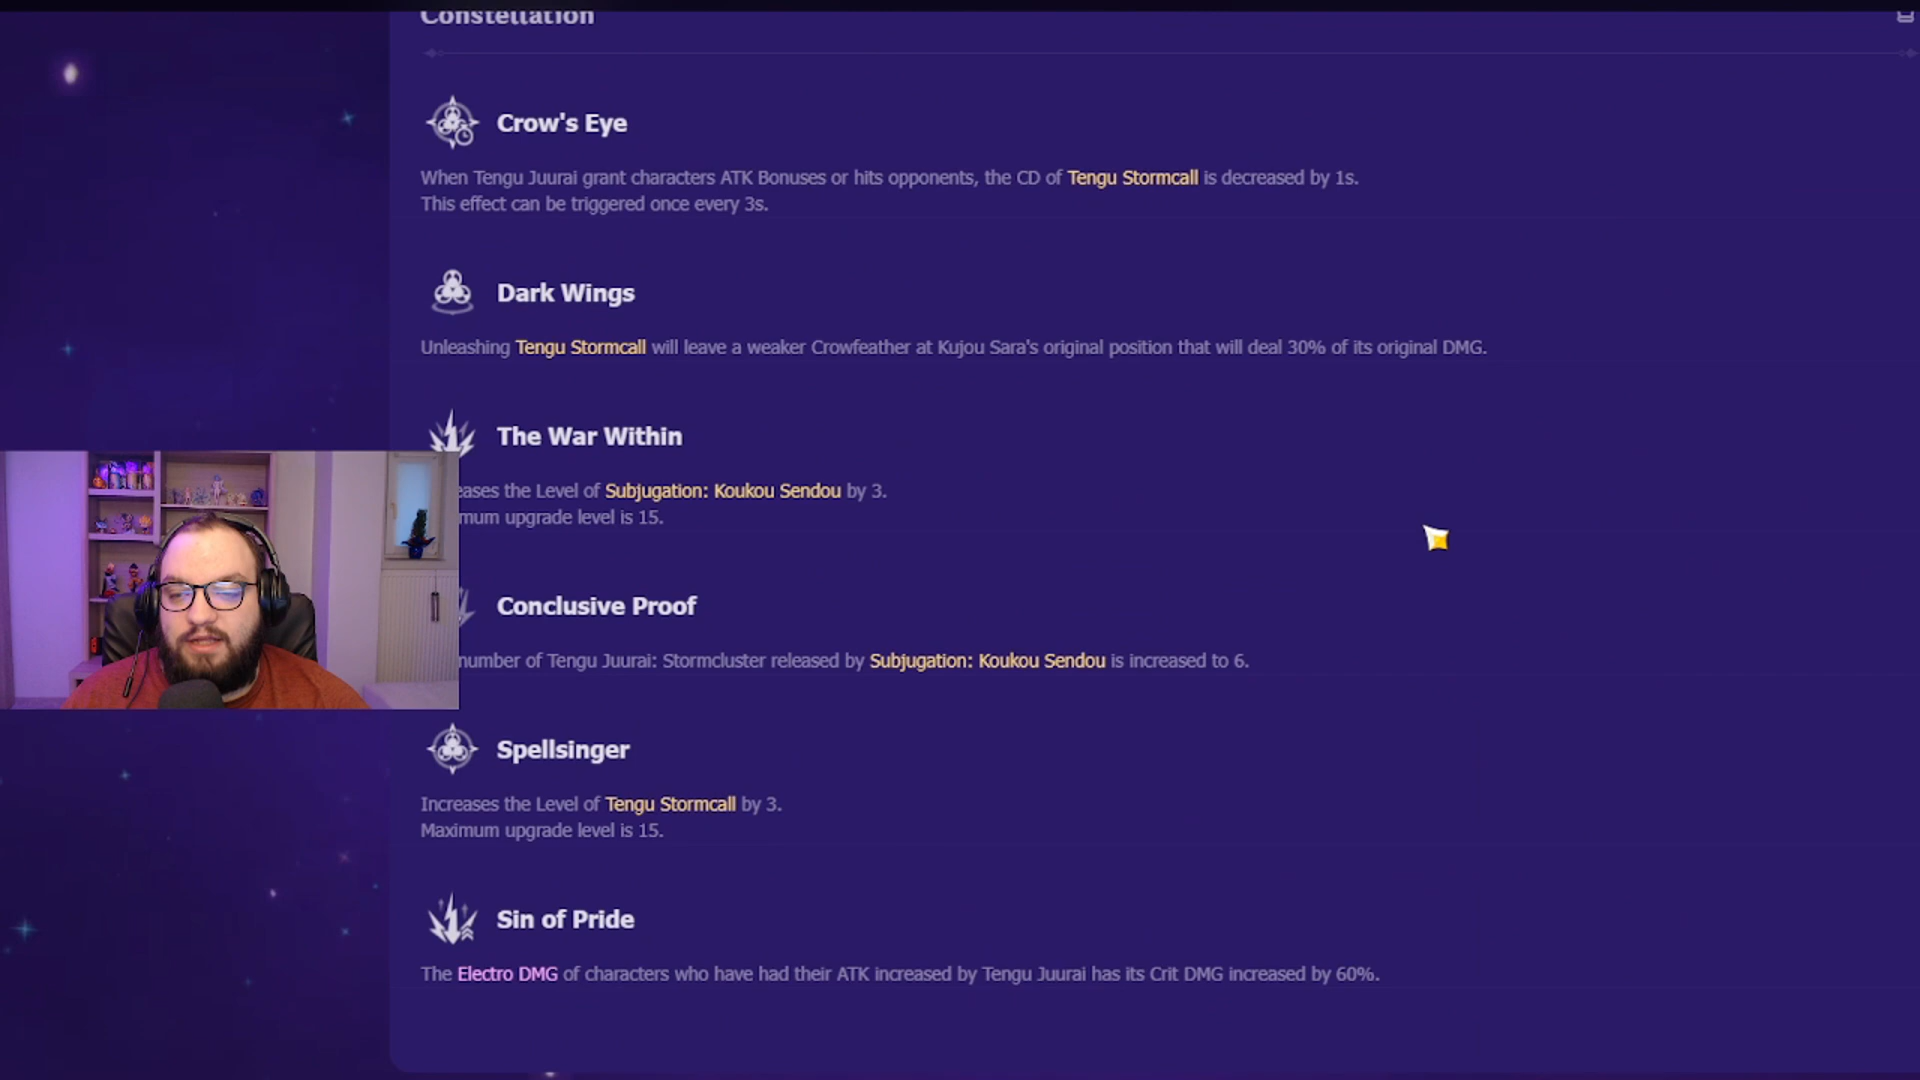 Constellation
Crow's Eye
When Tengu Juurai grant characters ATK Bonuses or hits opponents, the CD of Tengu Stormcall is decreased by 1s.
This effect can be triggered once every 3s.
Dark Wings
Unleashing Tengu Stormcall will leave a weaker Crowfeather at Kujou Sara's original position that will deal 30% of its original DMG.
The War Within
eases the Level of Subjugation: Koukou Sendou by 3.
mum upgrade level is 15.
Conclusive Proof
number of Tengu Juurai: Stormcluster released by Subjugation: Koukou Sendou is increased to 6.
Spellsinger
Increases the Level of Tengu Stormcall by 3.
Maximum upgrade level is 15.
Sin of Pride
The Electro DMG of characters who have had their ATK increased by Tengu Juurai has its Crit DMG increased by 60%.